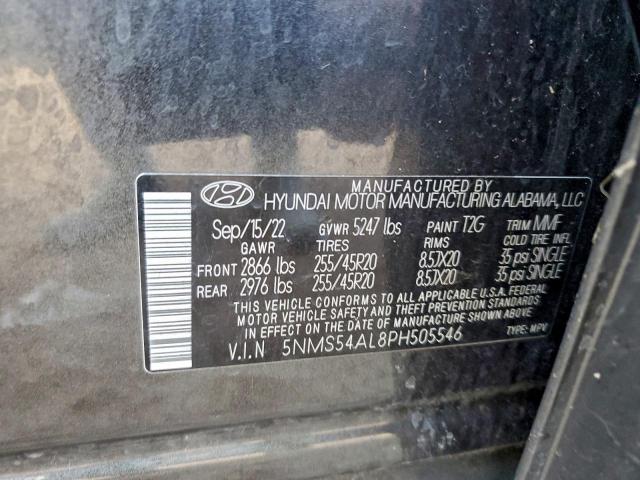 MANUFACTURED BY
HYUNDAI MOTOR MANUFACTURING ALABAMA, LLC
Sep/15/22 GVWR 5247 lbs PAINT T2G TRIM MMF
GAWR TIRES RIMS COLD TIRE INFL
FRONT 2866 lbs 255/45R20 8.5JX20 35 psi SINGLE
REAR 2976 lbs 255/45R20 8.5JX20 35 psi SINGLE
THIS VEHICLE CONFORMS TO ALL APPLICABLE U.S.A. FEDERAL
MOTOR VEHICLE SAFETY AND THEFT PREVENTION STANDARDS
IN EFFECT ON THE DATE OF MANUFACTURE SHOWN ABOVE.
V.I.N 5NMS54AL8PH505546 TYPE: MPV